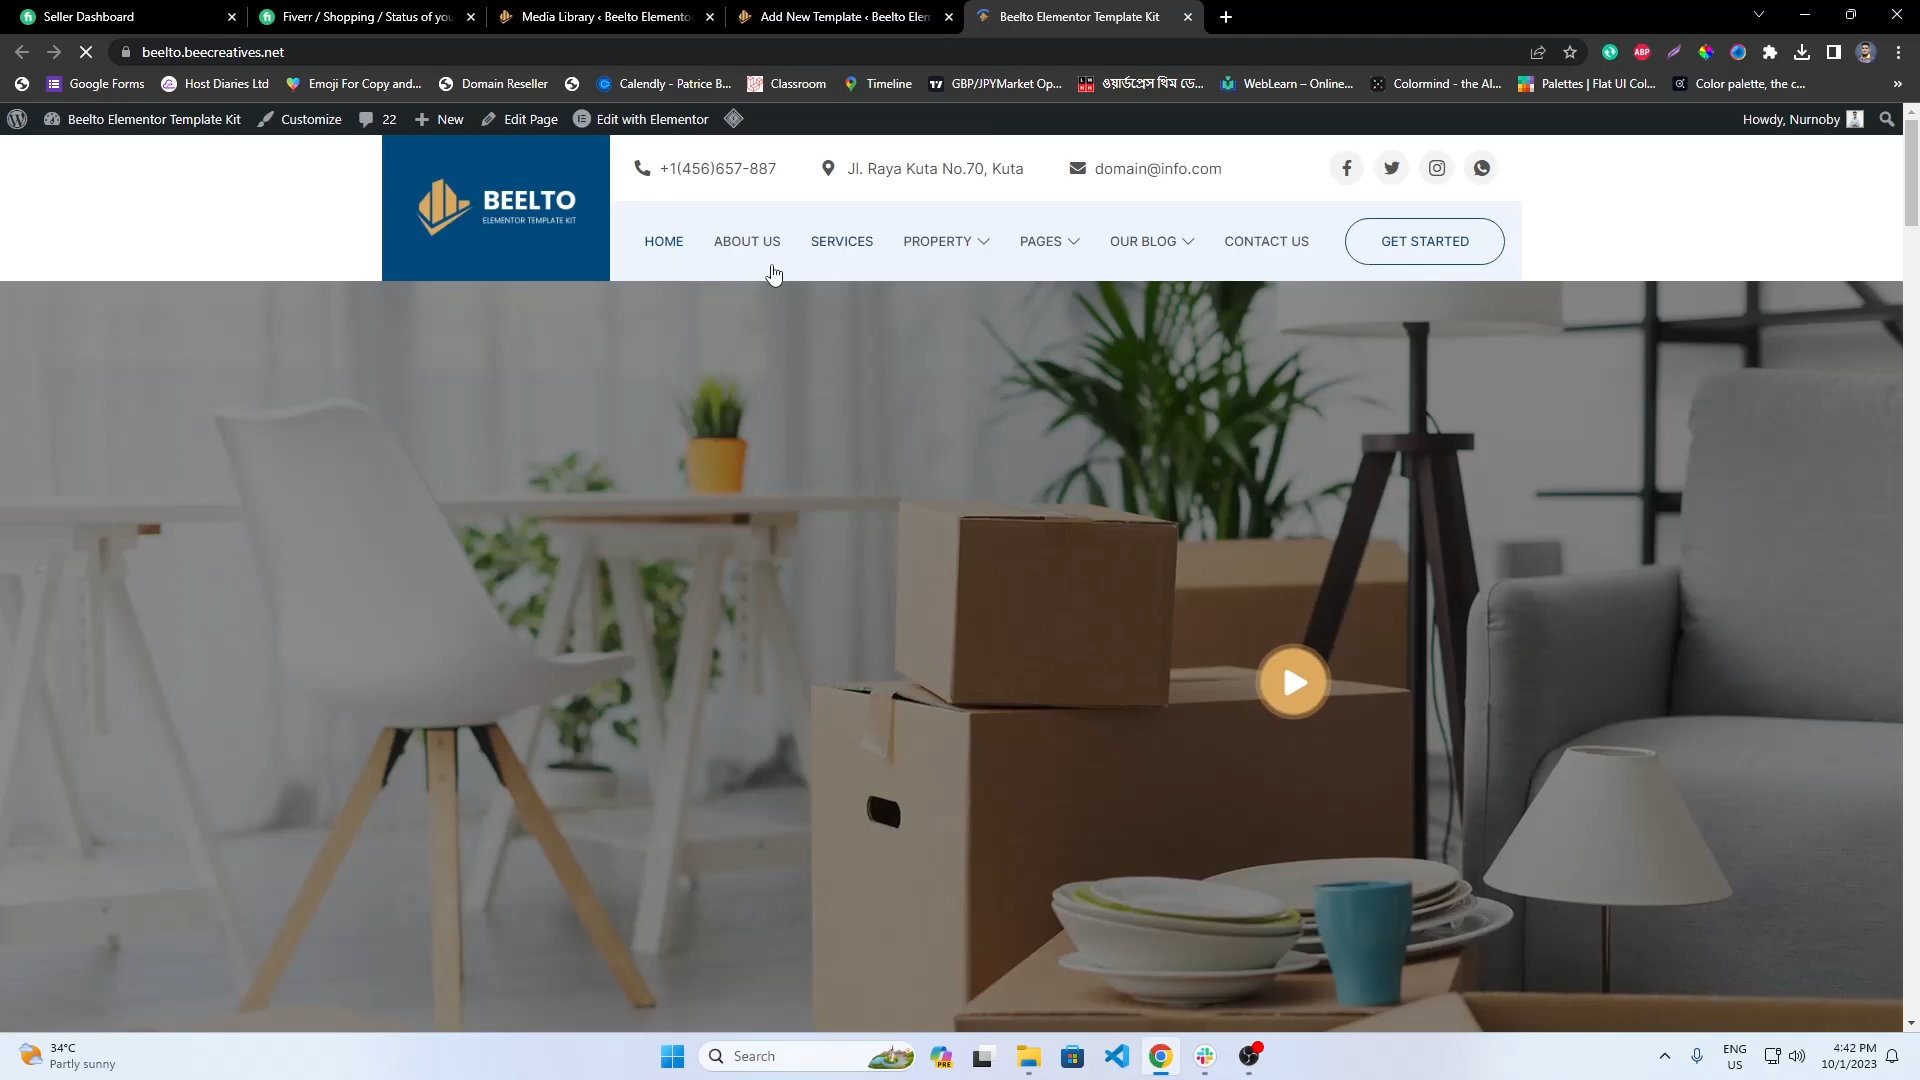 Seller Dashboard
Fiverr / Shopping / Status of you
Media Library ‹ Beelto Elemento
Add New Template ‹ Beelto Elem
Beelto Elementor Template Kit
beelto.beecreatives.net
ABP
Google Forms
Host Diaries Ltd
Emoji For Copy and...
Domain Reseller
Calendly - Patrice B...
Classroom
Timeline
GBP/JPYMarket Op...
ওয়ার্ডপ্রেস থিম ডে...
WebLearn – Online...
Colormind - the AI...
Palettes | Flat UI Col...
Color palette, the c...
»
Beelto Elementor Template Kit
Customize
22
New
Edit Page
Edit with Elementor
Howdy, Nurnoby
BEELTO
ELEMENTOR TEMPLATE KIT
+1(456)657-887
Jl. Raya Kuta No.70, Kuta
domain@info.com
HOME
ABOUT US
SERVICES
PROPERTY
PAGES
OUR BLOG
CONTACT US
GET STARTED
34°C
Partly sunny
Search
PRE
ENG
US
4:42 PM
10/1/2023